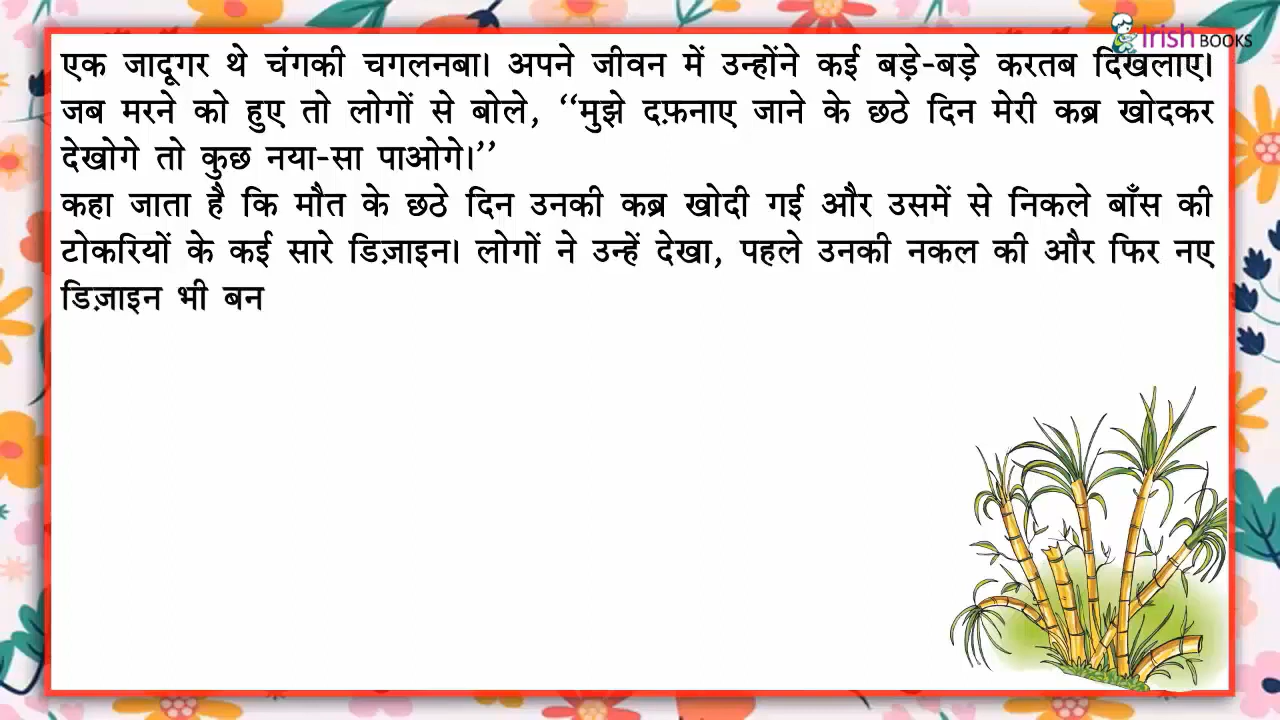 Irish BOOKS
एक जादूगर थे चंगकी चगलनबा। अपने जीवन में उन्होंने कई बड़े-बड़े करतब दिखलाए।
जब मरने को हुए तो लोगों से बोले, ‘‘मुझे दफ़नाए जाने के छठे दिन मेरी कब्र खोदकर
देखोगे तो कुछ नया-सा पाओगे।’’
कहा जाता है कि मौत के छठे दिन उनकी कब्र खोदी गई और उसमें से निकले बाँस की
टोकरियों के कई सारे डिज़ाइन। लोगों ने उन्हें देखा, पहले उनकी नकल की और फिर नए
डिज़ाइन भी बन